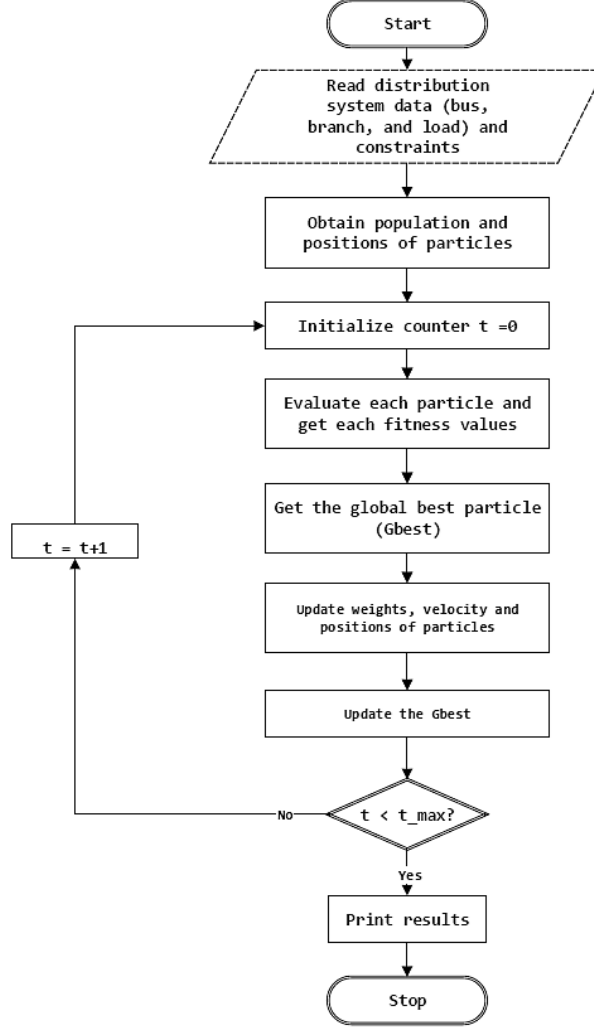 Start
Read distribution
system data (bus,
branch, and load) and
constraints
Obtain population and
positions of particles
Initialize counter t =0
Evaluate each particle and
get each fitness values
Get the global best particle
(Gbest)
t = t+1
Update weights, velocity and
positions of particles
Update the Gbest
t < t_max?
No
Yes
Print results
Stop